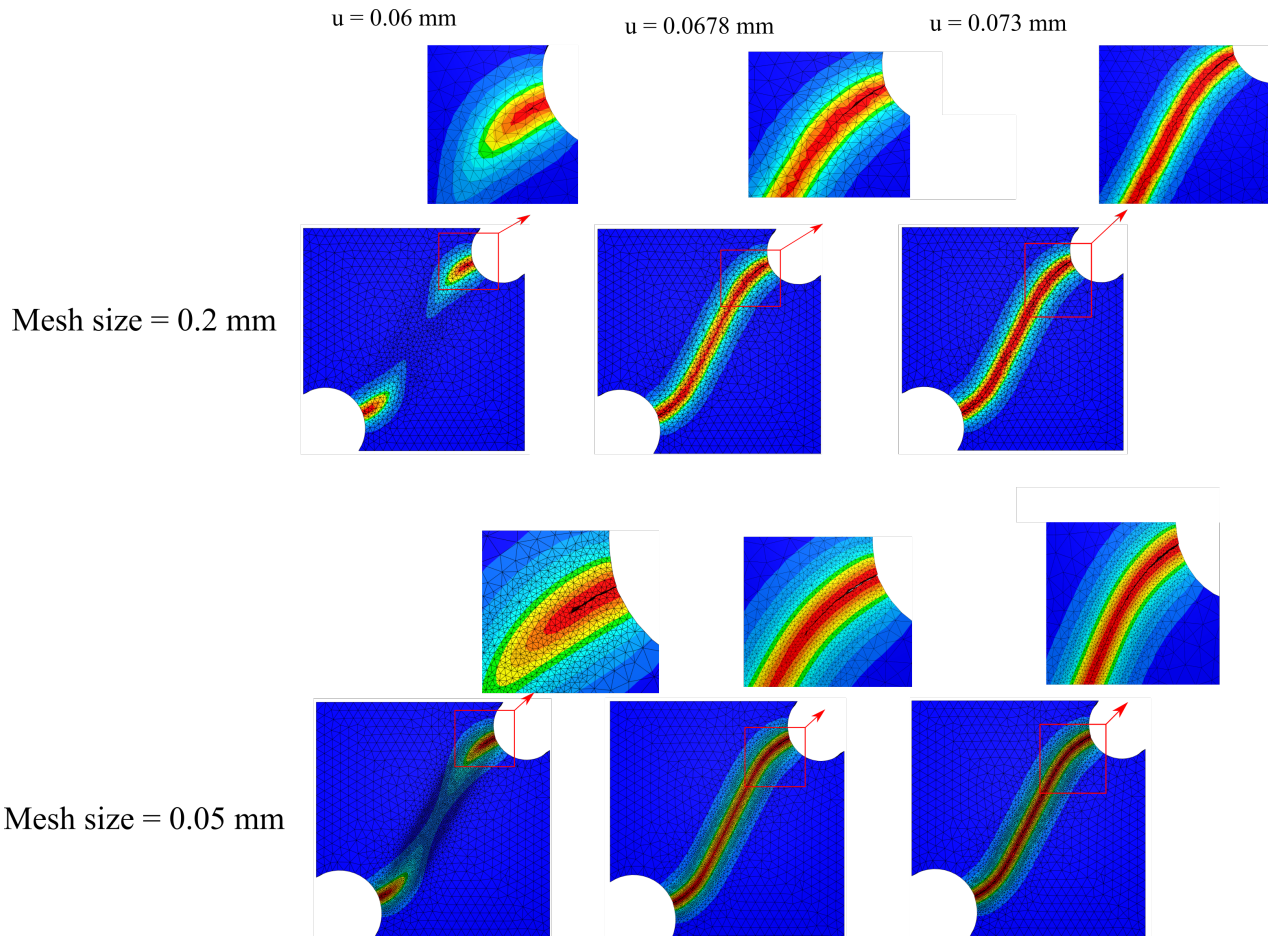 u = 0.06 mm
u = 0.0678 mm
u = 0.073 mm
Mesh size = 0.2 mm
Mesh size = 0.05 mm